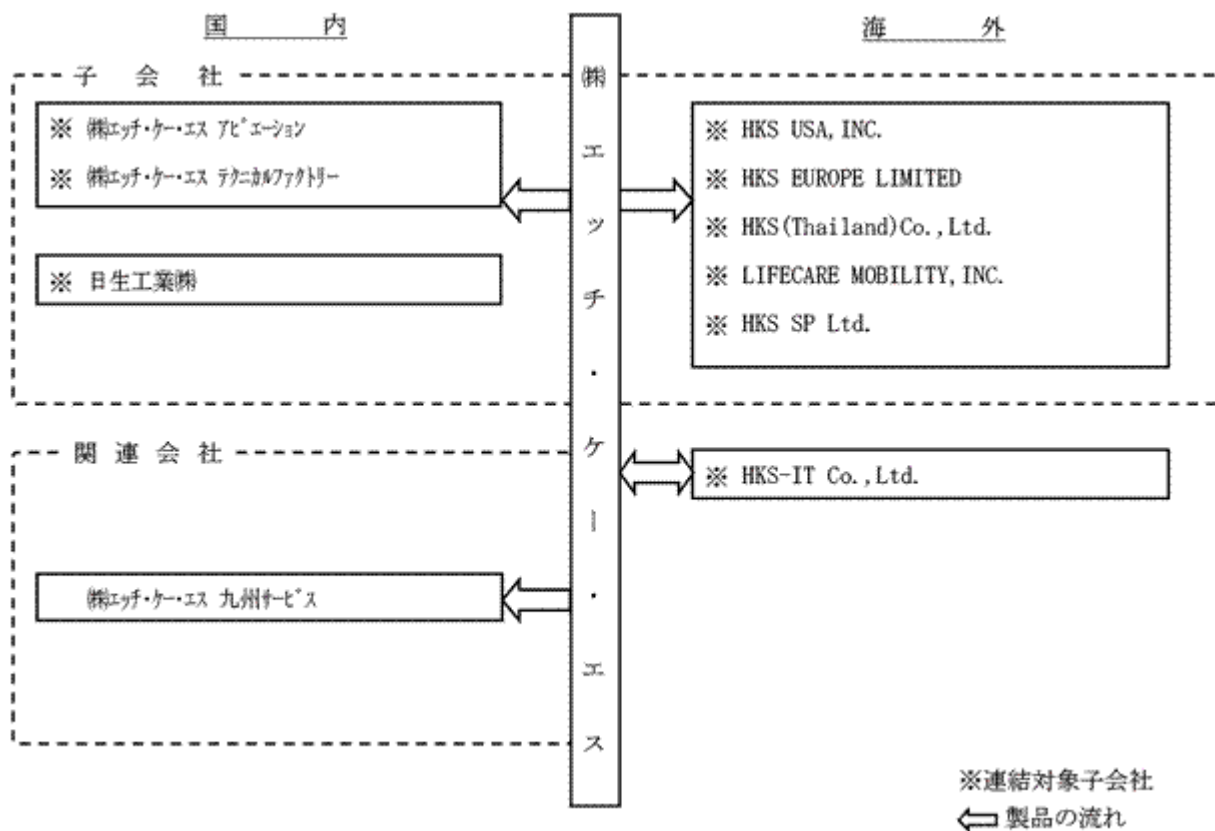 国内
海外
子会社
※ ㈱ｴｯﾁ・ｹｰ・ｴｽ ｱﾋﾞｴｰｼｮﾝ
※ ㈱ｴｯﾁ・ｹｰ・ｴｽ ﾃｸﾆｶﾙﾌｧｸﾄﾘｰ
※ 日生工業㈱
㈱エッチ・ケー・エス
※ HKS USA,INC.
※ HKS EUROPE LIMITED
※ HKS(Thailand)Co.,Ltd.
※ LIFECARE MOBILITY,INC.
※ HKS SP Ltd.
関連会社
※ HKS-IT Co.,Ltd.
㈱ｴｯﾁ・ｹｰ・ｴｽ 九州ｻｰﾋﾞｽ
※連結対象子会社
製品の流れ